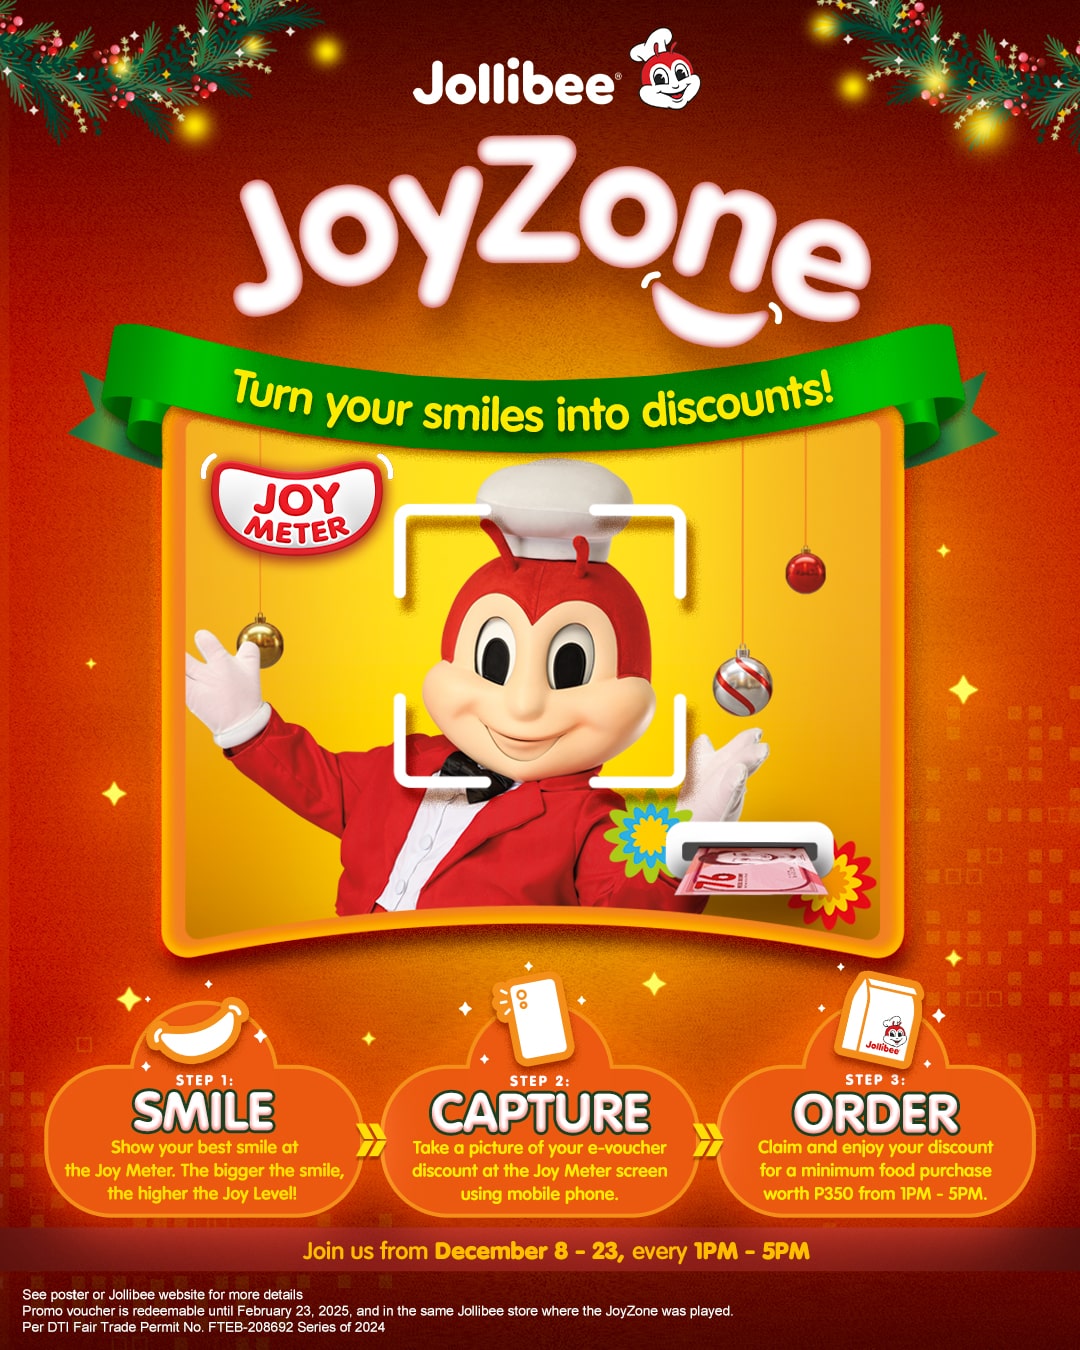 Jollibee®
JoyZone
Turn your smiles into discounts!
JOY
METER
STEP 1:
SMILE
Show your best smile at
the Joy Meter. The bigger the smile,
the higher the Joy Level!
STEP 2:
CAPTURE
Take a picture of your e-voucher
discount at the Joy Meter screen
using mobile phone.
Jollibee
STEP 3:
ORDER
Claim and enjoy your discount
for a minimum food purchase
worth P350 from 1PM - 5PM.
Join us from December 8 - 23, every 1PM - 5PM
See poster or Jollibee website for more details
Promo voucher is redeemable until February 23, 2025, and in the same Jollibee store where the JoyZone was played.
Per DTI Fair Trade Permit No. FTEB-208692 Series of 2024